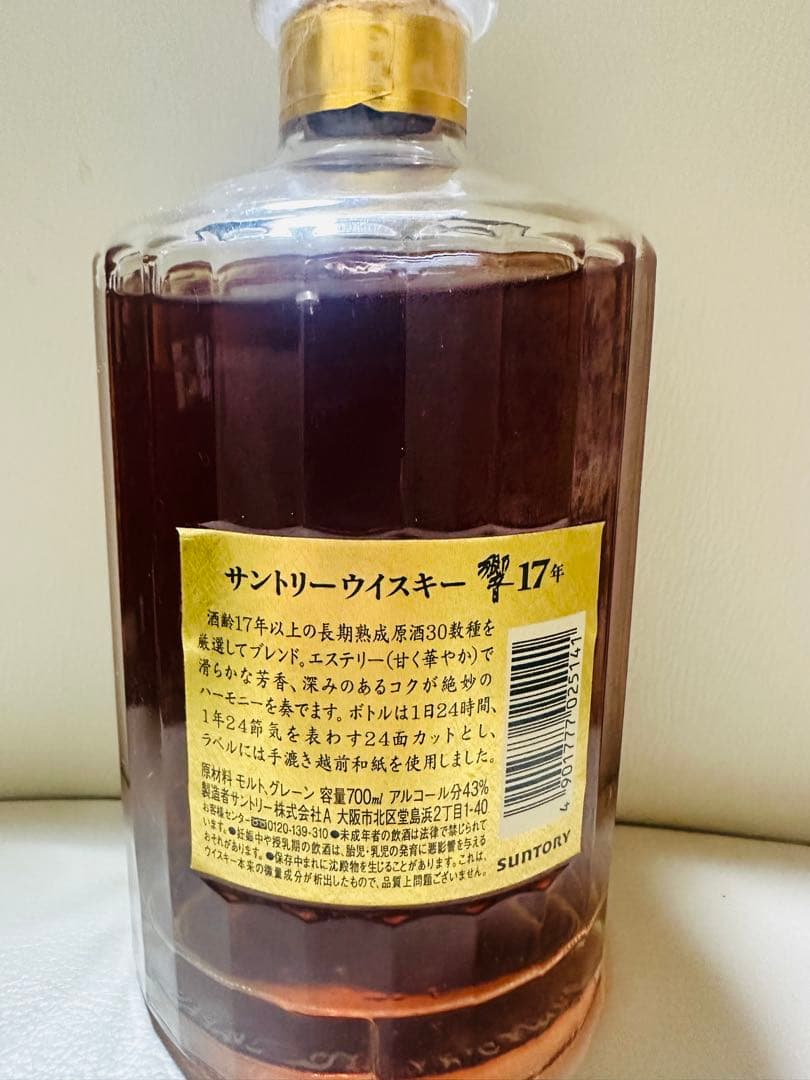 サントリーウイスキー 響 17年
酒齢17年以上の長期熟成原酒30数種を
厳選してブレンド。エステリー(甘く華やか)で
滑らかな芳香、深みのあるコクが絶妙の
ハーモニーを奏でます。ボトルは1日24時間、
1年24節気を表わす24面カットとし、
ラベルには手漉き越前和紙を使用しました。
原材料 モルト、グレーン 容量700ml アルコール分43%
製造者サントリー株式会社A 大阪市北区堂島浜2丁目1-40
お客様センター☎0120-139-310 ●未成年者の飲酒は法律で禁じられて
います。●妊娠中や授乳期の飲酒は、胎児・乳児の発育に悪影響を与える
おそれがあります。●保存中まれに沈殿物を生じることがあります。これは、
ウイスキー本来の微量成分が析出したもので、品質上問題ございません。
SUNTORY
4 901777 025141